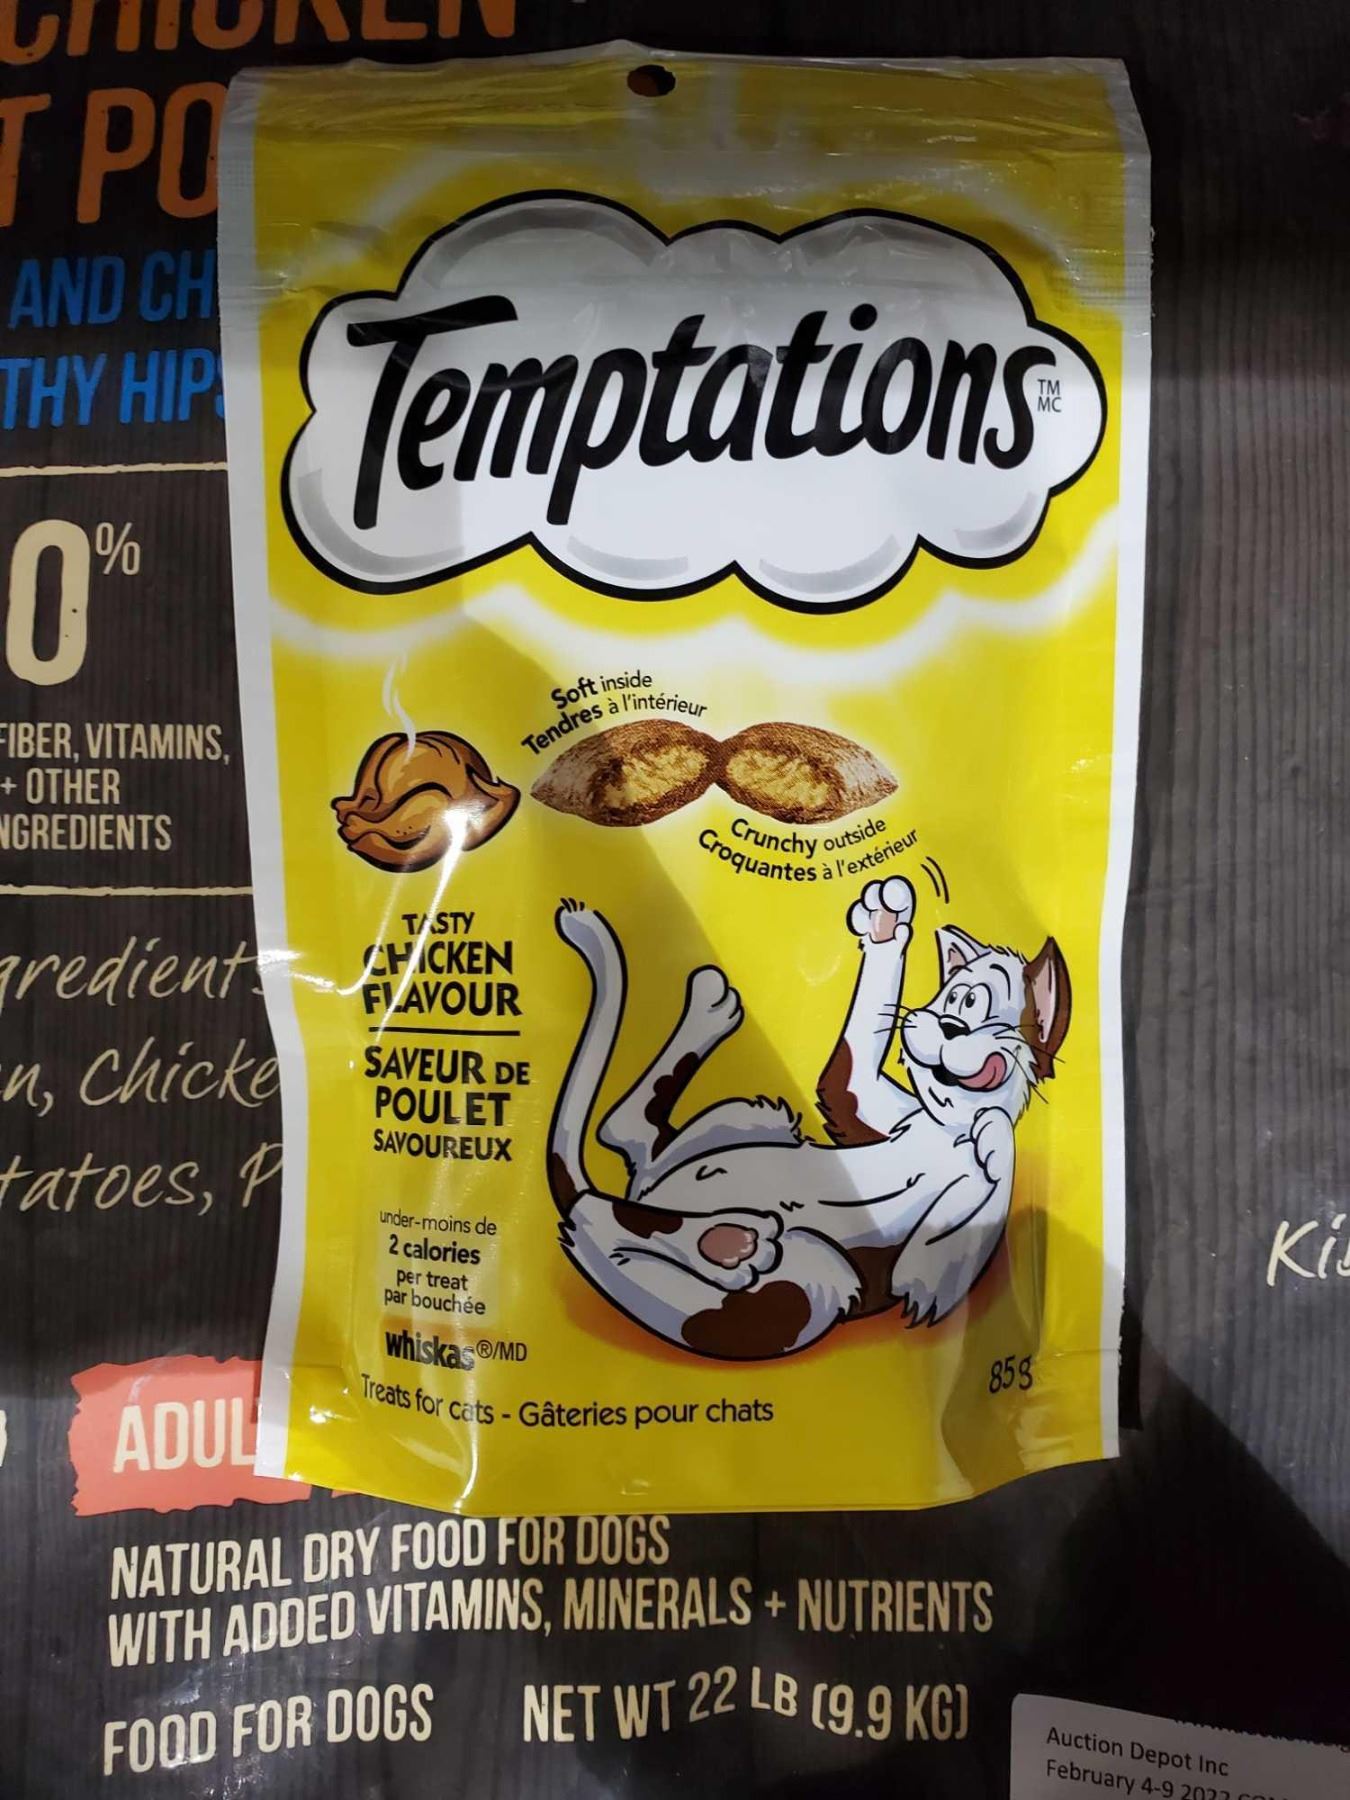 CHICKEN
T PO
AND CH
THY HIPS
0%
FIBER, VITAMINS,
+ OTHER
NGREDIENTS
gredients
n, Chicke
tatoes, P
Temptations
TM
MC
Soft inside
Tendres à l'intérieur
Crunchy outside
Croquantes à l'extérieur
TASTY
CHICKEN
FLAVOUR
SAVEUR DE
POULET
SAVOUREUX
under-moins de
2 calories
per treat
par bouchée
whiskas®/MD
85g
Treats for cats - Gâteries pour chats
Ki
ADUL
NATURAL DRY FOOD FOR DOGS
WITH ADDED VITAMINS, MINERALS + NUTRIENTS
FOOD FOR DOGS NET WT 22 LB (9.9 KG)
Auction Depot Inc
February 4-9 2022